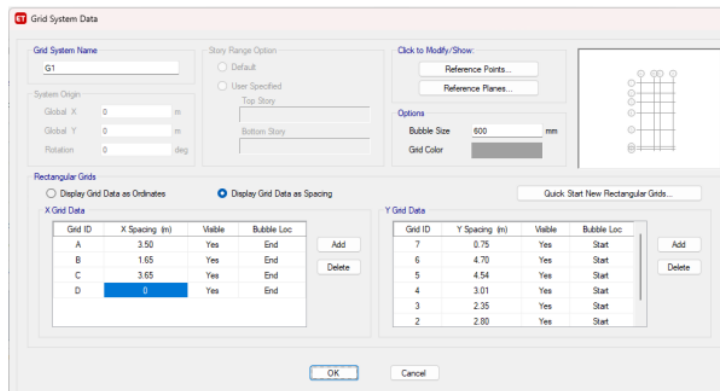 ET Grid System Data
Grid System Name
G1
System Origin
Global X 0 m
Global Y 0 m
Rotation 0 deg
Story Range Option
Default
User Specified
Top Story
Bottom Story
Click to Modify/Show:
Reference Points...
Reference Planes...
Options
Bubble Size 600 mm
Grid Color
Rectangular Grids
Display Grid Data as Ordinates Display Grid Data as Spacing Quick Start New Rectangular Grids...
X Grid Data
Grid ID X Spacing (m) Visible Bubble Loc
A 3.50 Yes End
B 1.65 Yes End
C 3.65 Yes End
D 0 Yes End
Add
Delete
Y Grid Data
Grid ID Y Spacing (m) Visible Bubble Loc
7 0.75 Yes Start
6 4.70 Yes Start
5 4.54 Yes Start
4 3.01 Yes Start
3 2.35 Yes Start
2 2.80 Yes Start
Add
Delete
OK Cancel